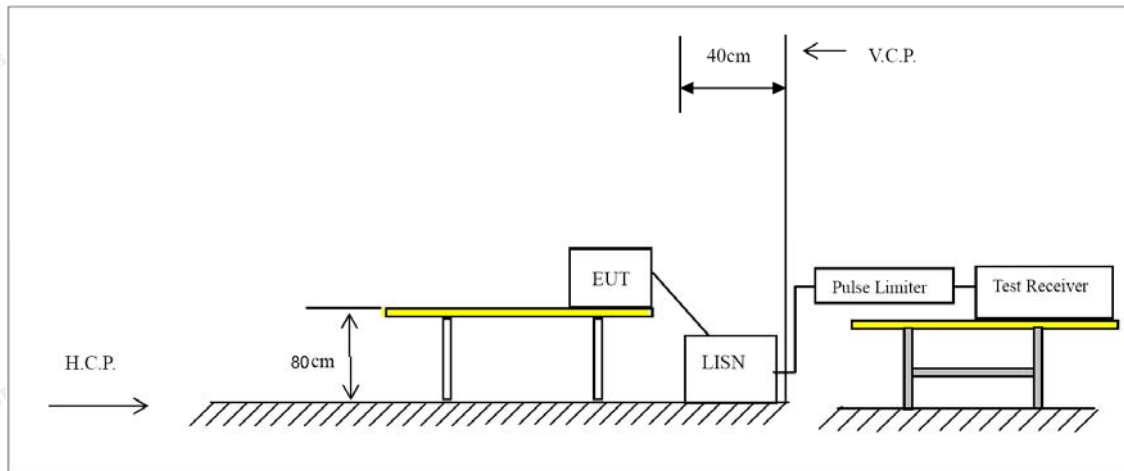 40cm
V.C.P.
EUT
Pulse Limiter
Test Receiver
80cm
LISN
H.C.P.